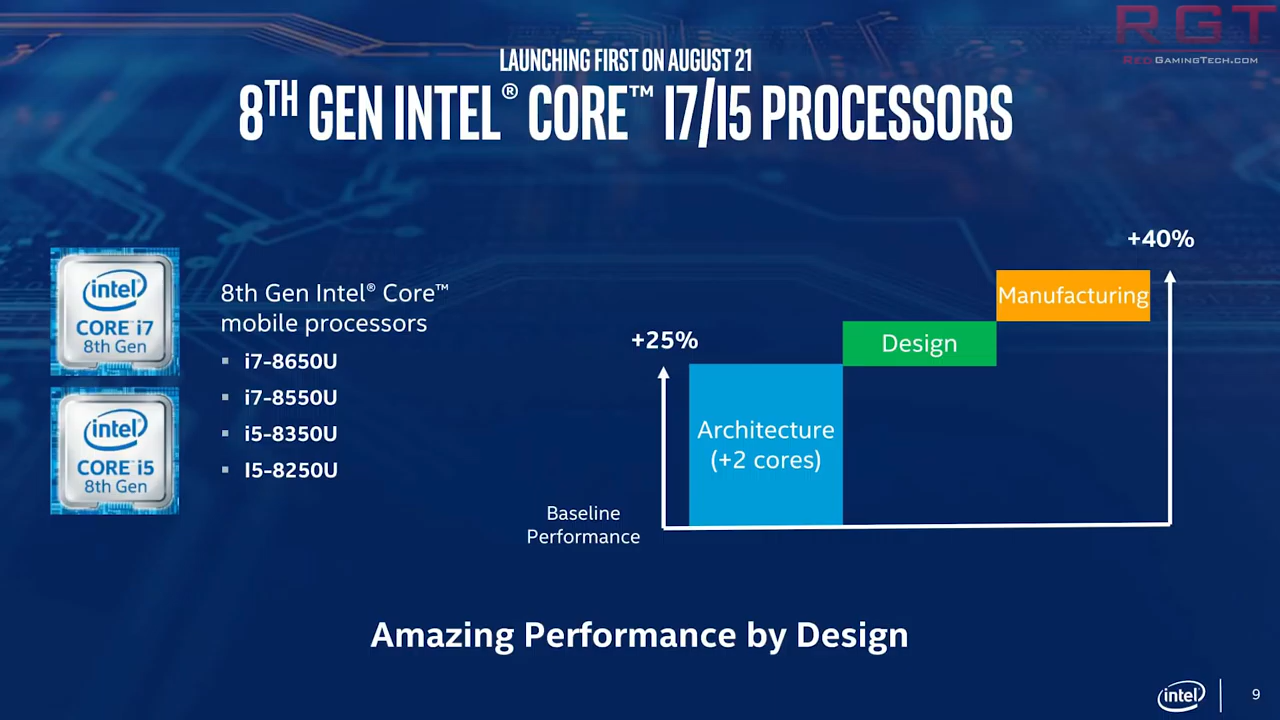 RGT
RedGamingTech.com
LAUNCHING FIRST ON AUGUST 21
8TH GEN INTEL® CORE™ I7/I5 PROCESSORS
intel
CORE™ i7
8th Gen
intel
CORE™ i5
8th Gen
8th Gen Intel® Core™
mobile processors
▪ i7-8650U
▪ i7-8550U
▪ i5-8350U
▪ I5-8250U
+40%
Manufacturing
+25%
Design
Architecture
(+2 cores)
Baseline
Performance
Amazing Performance by Design
intel
9